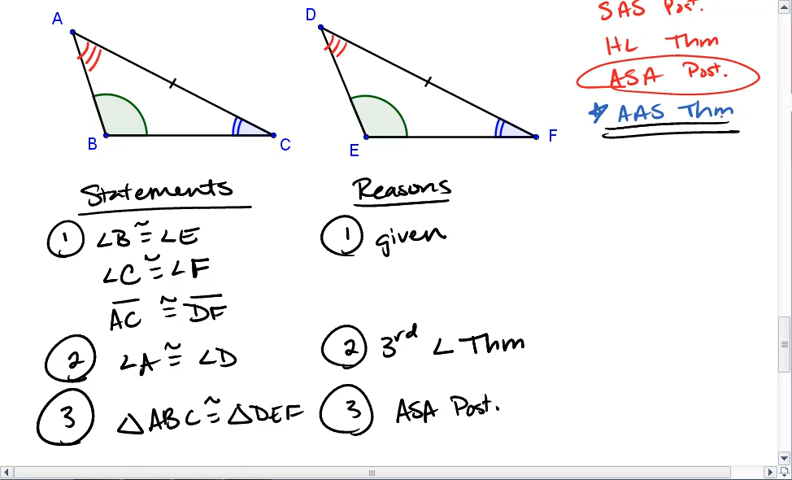 SAS Post.
HL Thm
ASA Post.
★ AAS Thm
A
B
C
D
E
F
Statements Reasons
① ∠B ≅ ∠E ① given
∠C ≅ ∠F
AC ≅ DF
② ∠A ≅ ∠D ② 3rd ∠ Thm
③ △ABC ≅ △DEF ③ ASA Post.